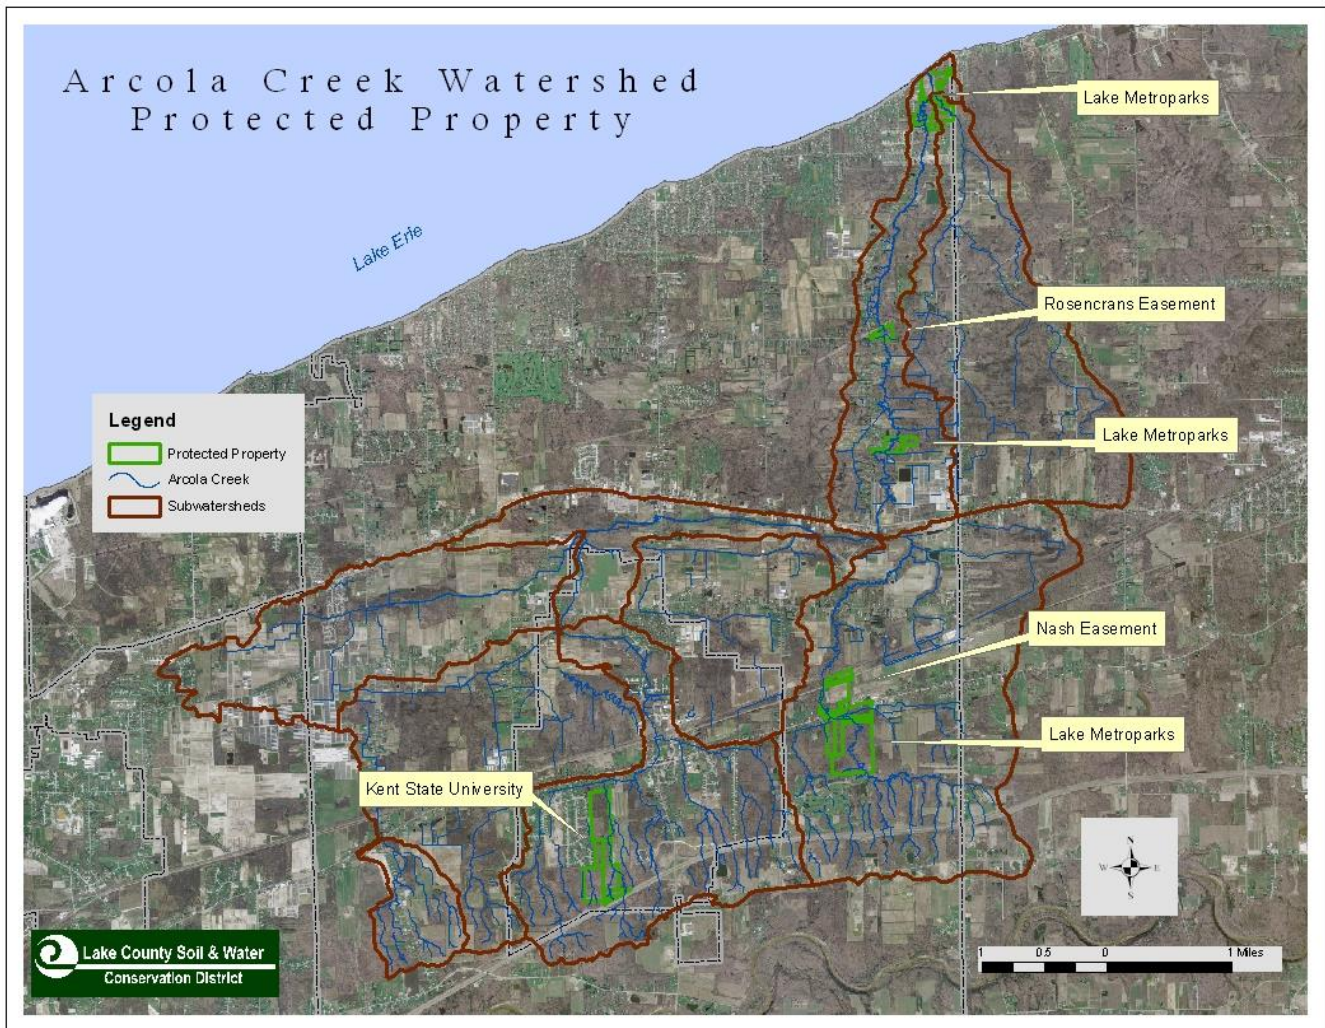 Arcola Creek Watershed
Protected Property
Lake Metroparks
Lake Erie
Rosencrans Easement
Legend
Protected Property
Arcola Creek
Subwatersheds
Lake Metroparks
Nash Easement
Lake Metroparks
Kent State University
N
W E
S
1 0.5 0 1 Miles
Lake County Soil & Water
Conservation District